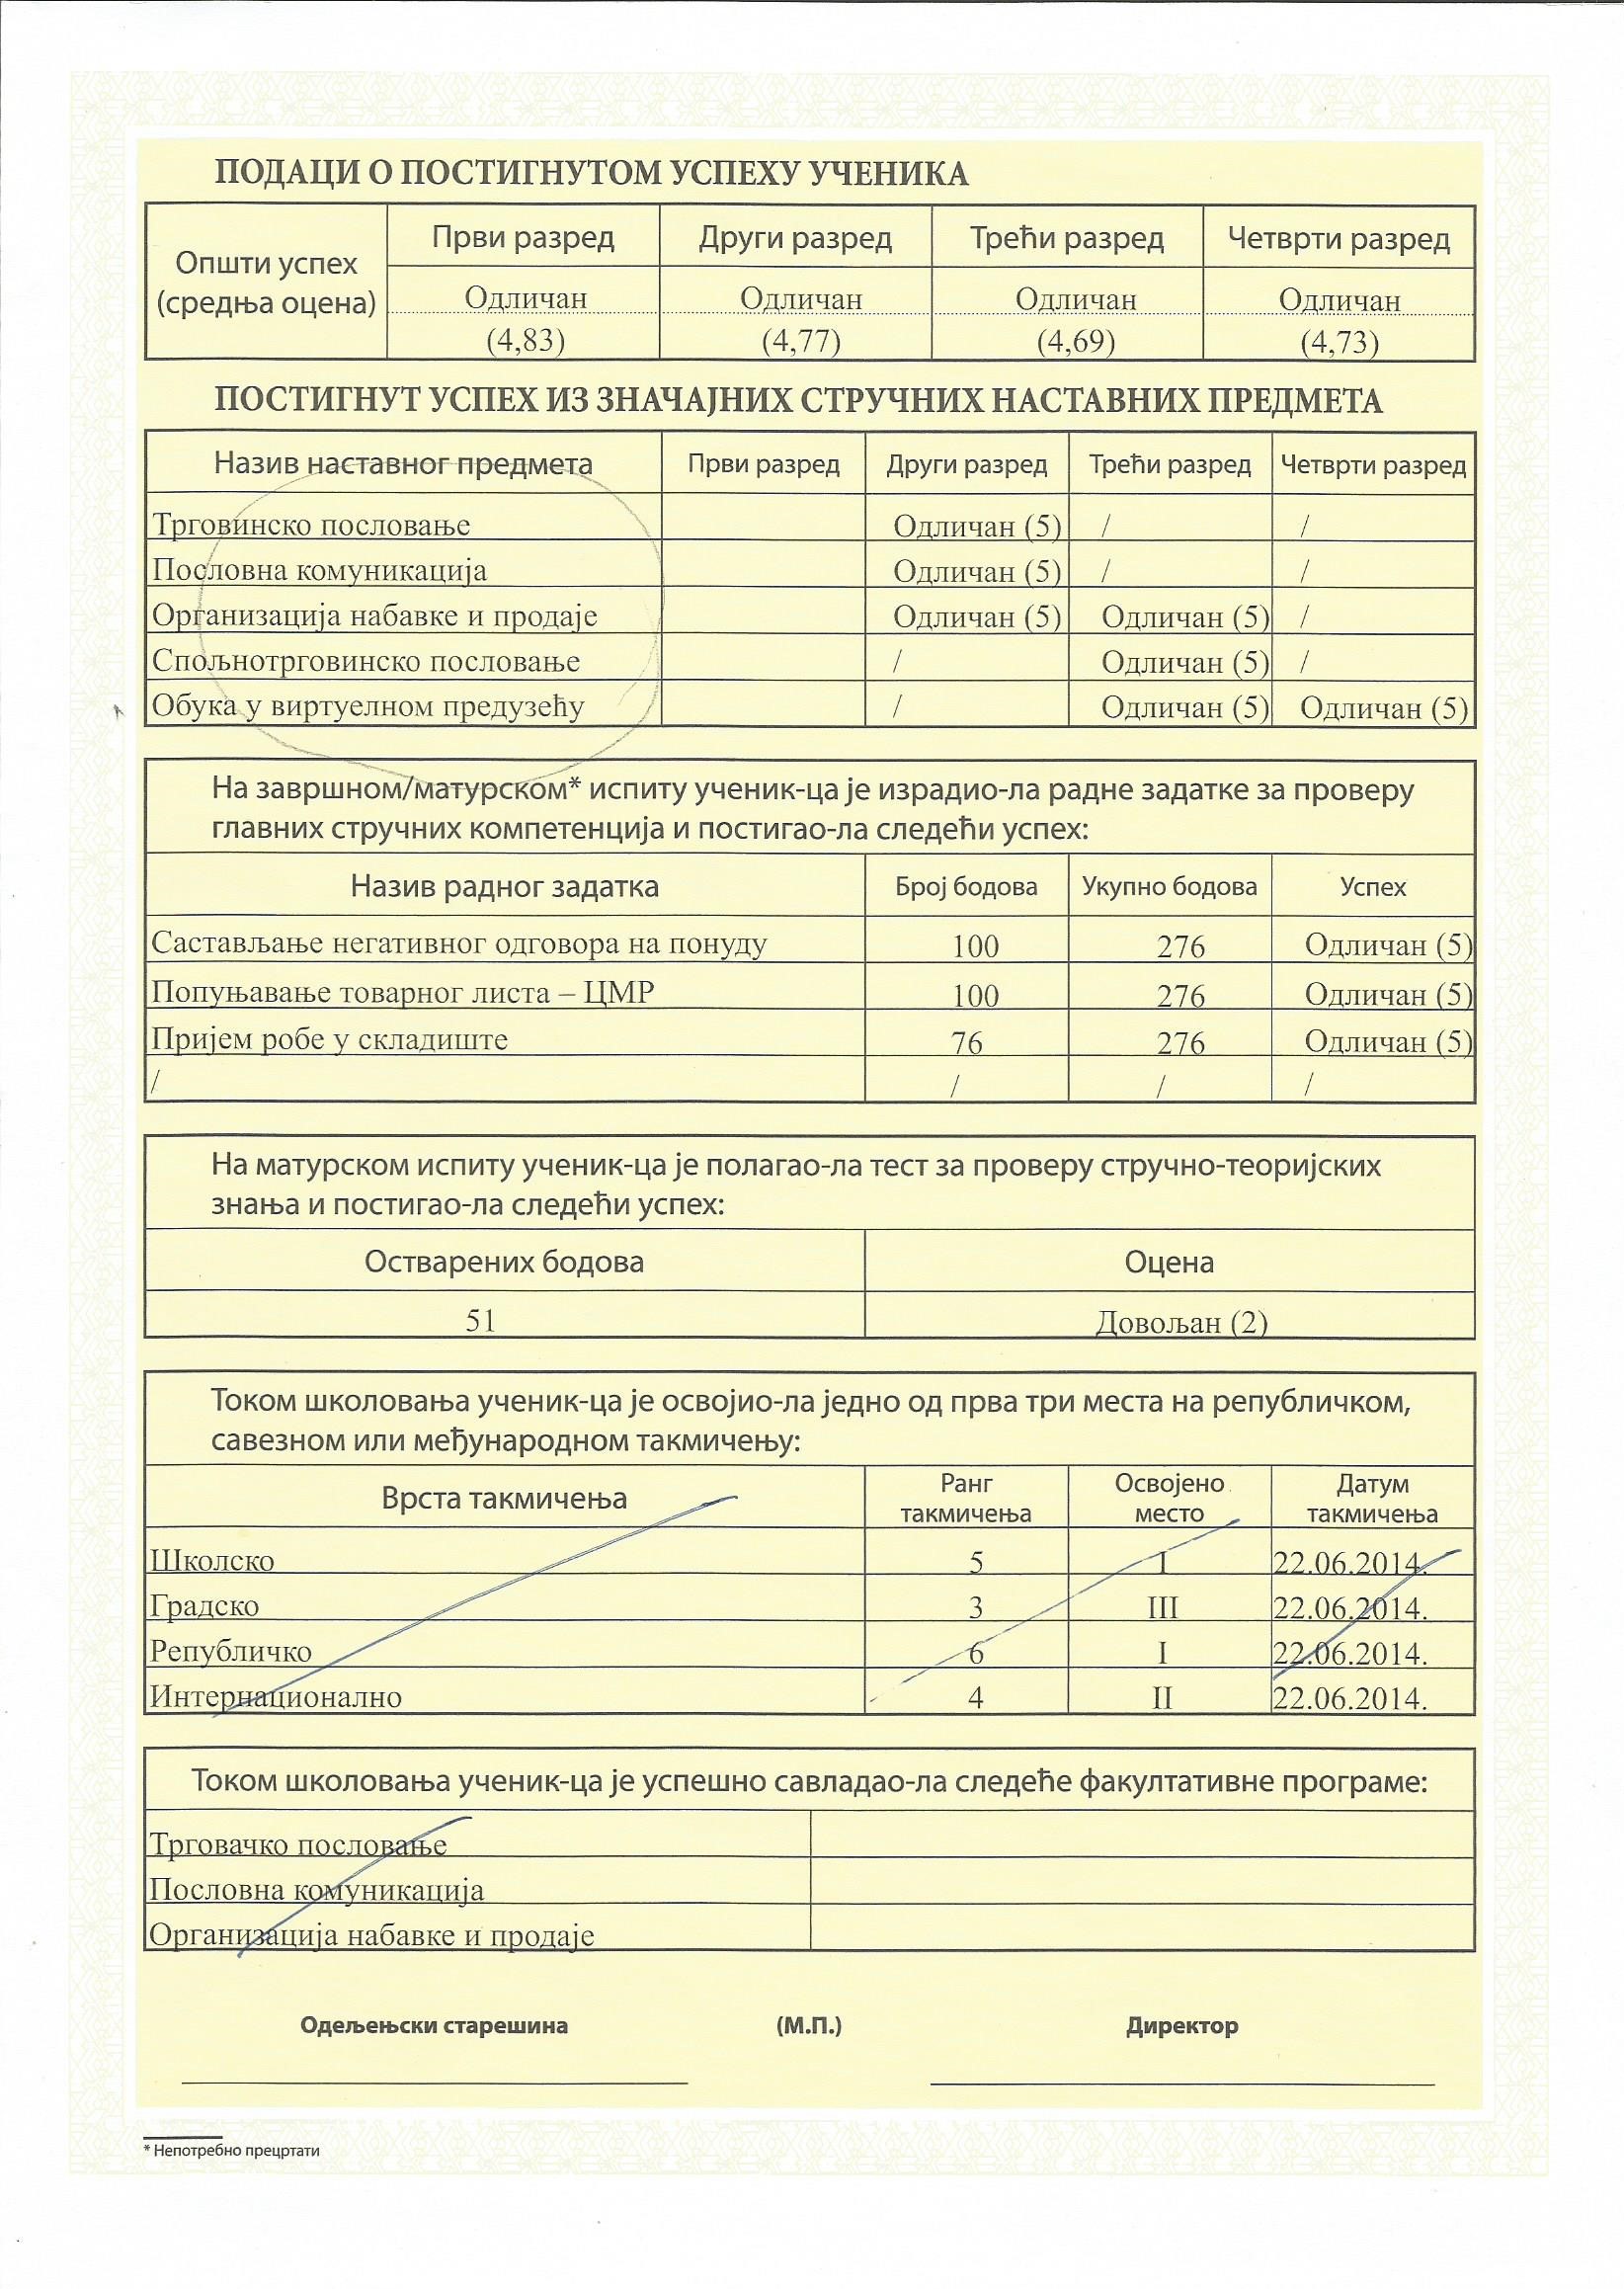 ПОДАЦИ О ПОСТИГНУТОМ УСПЕХУ УЧЕНИКА
Општи успех (средња оцена) Први разред Други разред Трећи разред Четврти разред
Одличан Одличан Одличан Одличан
(4,83) (4,77) (4,69) (4,73)
ПОСТИГНУТ УСПЕХ ИЗ ЗНАЧАЈНИХ СТРУЧНИХ НАСТАВНИХ ПРЕДМЕТА
Назив наставног предмета Први разред Други разред Трећи разред Четврти разред
Трговинско пословање Одличан (5) / /
Пословна комуникација Одличан (5) / /
Организација набавке и продаје Одличан (5) Одличан (5) /
Спољнотрговинско пословање / Одличан (5) /
Обука у виртуелном предузећу / Одличан (5) Одличан (5)
На завршном/матурском* испиту ученик-ца је израдио-ла радне задатке за проверу
главних стручних компетенција и постигао-ла следећи успех:
Назив радног задатка Број бодова Укупно бодова Успех
Састављање негативног одговора на понуду 100 276 Одличан (5)
Попуњавање товарног листа – ЦМР 100 276 Одличан (5)
Пријем робе у складиште 76 276 Одличан (5)
/ / / /
На матурском испиту ученик-ца је полагао-ла тест за проверу стручно-теоријских
знања и постигао-ла следећи успех:
Остварених бодова Оцена
51 Довољан (2)
Током школовања ученик-ца је освојио-ла једно од прва три места на републичком,
савезном или међународном такмичењу:
Врста такмичења Ранг такмичења Освојено место Датум такмичења
Школско 5 I 22.06.2014.
Градско 3 III 22.06.2014.
Републичко 6 I 22.06.2014.
Интернационално 4 II 22.06.2014.
Током школовања ученик-ца је успешно савладао-ла следеће факултативне програме:
Трговачко пословање
Пословна комуникација
Организација набавке и продаје
Одељењски старешина (М.П.) Директор
* Непотребно прецртати